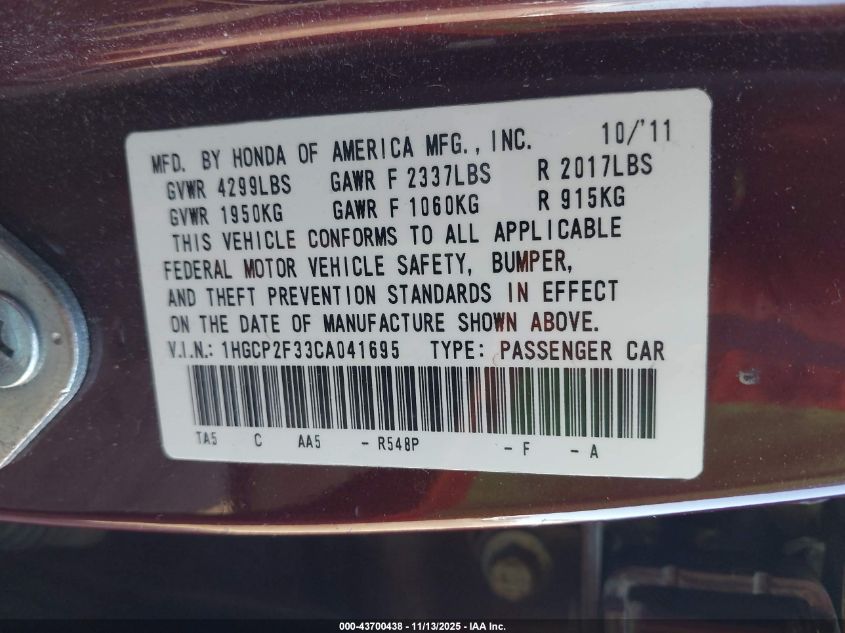 MFD. BY HONDA OF AMERICA MFG., INC. 10/'11
GVWR 4299LBS GAWR F 2337LBS R 2017LBS
GVWR 1950KG GAWR F 1060KG R 915KG
THIS VEHICLE CONFORMS TO ALL APPLICABLE
FEDERAL MOTOR VEHICLE SAFETY, BUMPER,
AND THEFT PREVENTION STANDARDS IN EFFECT
ON THE DATE OF MANUFACTURE SHOWN ABOVE.
V.I.N.: 1HGCP2F33CA041695 TYPE: PASSENGER CAR
TA5 C AA5 - R548P - F - A
000-43700438 - 11/13/2025 - IAA Inc.